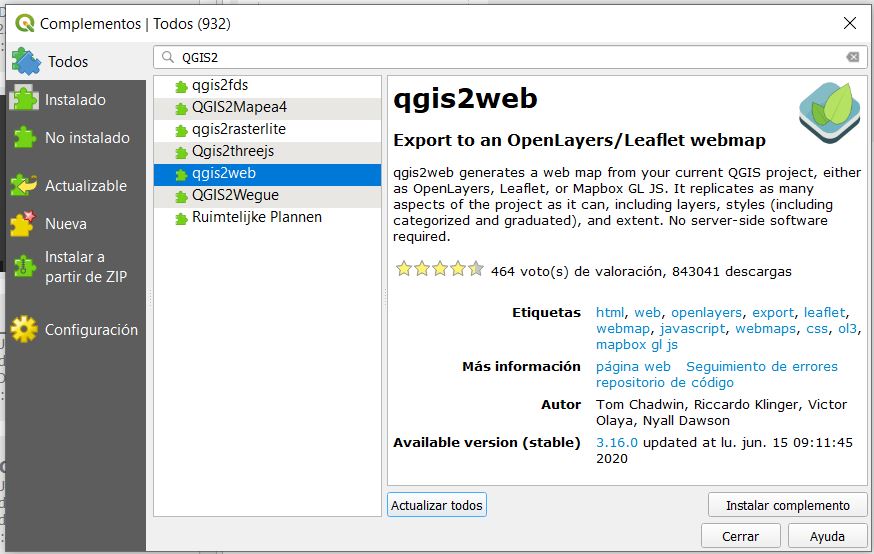 Complementos | Todos (932)
Todos
Instalado
No instalado
Actualizable
Nueva
Instalar a
partir de ZIP
Configuración
QGIS2
qgis2fds
QGIS2Mapea4
qgis2rasterlite
Qgis2threejs
qgis2web
QGIS2Wegue
Ruimtelijke Plannen
qgis2web
Export to an OpenLayers/Leaflet webmap
qgis2web generates a web map from your current QGIS project, either
as OpenLayers, Leaflet, or Mapbox GL JS. It replicates as many
aspects of the project as it can, including layers, styles (including
categorized and graduated), and extent. No server-side software
required.
464 voto(s) de valoración, 843041 descargas
Etiquetas html, web, openlayers, export, leaflet,
webmap, javascript, webmaps, css, ol3,
mapbox gl js
Más información página web Seguimiento de errores
repositorio de código
Autor Tom Chadwin, Riccardo Klinger, Victor
Olaya, Nyall Dawson
Available version (stable) 3.16.0 updated at lu. jun. 15 09:11:45
2020
Actualizar todos
Instalar complemento
Cerrar
Ayuda